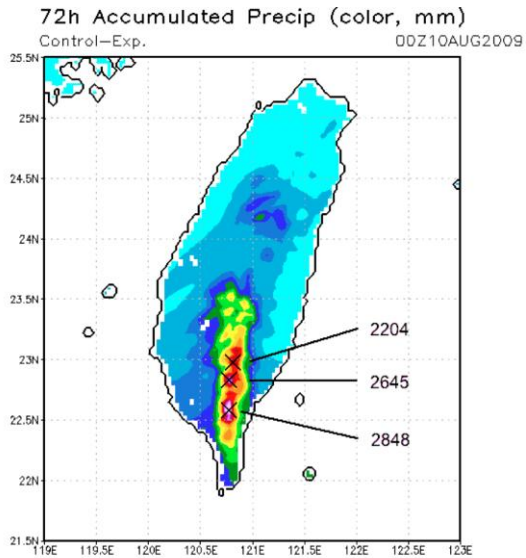 72h Accumulated Precip (color, mm)
Control-Exp. 00Z10AUG2009
25.5N
25N
24.5N
24N
23.5N
23N
22.5N
22N
21.5N
2204
2645
2848
119E 119.5E 120E 120.5E 121E 121.5E 122E 122.5E 123E